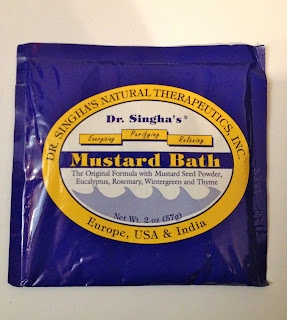 DR. SINGHA'S NATURAL THERAPEUTICS, INC.
Dr. Singha's®
Energizing Purifying Relaxing
Mustard Bath
The Original Formula with Mustard Seed Powder,
Eucalyptus, Rosemary, Wintergreen and Thyme
Net Wt. 2 oz (57g)
Europe, USA & India